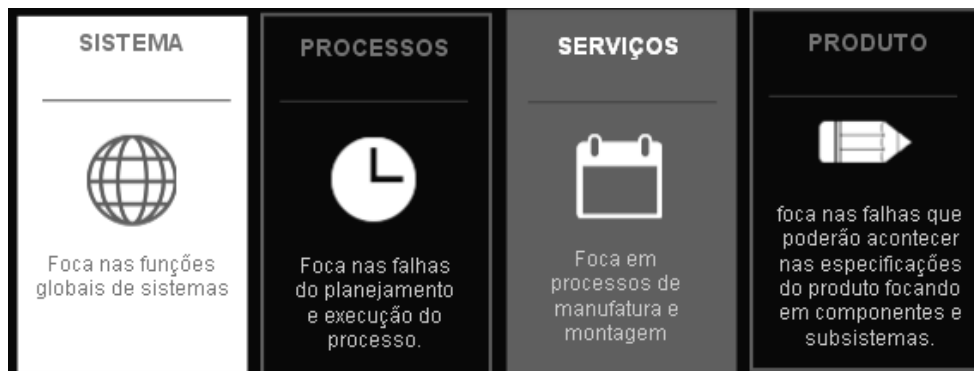 SISTEMA
Foca nas funções
globais de sistemas
PROCESSOS
Foca nas falhas
do planejamento
e execução do
processo.
SERVIÇOS
Foca em
processos de
manufatura e
montagem
PRODUTO
foca nas falhas que
poderão acontecer
nas especificações
do produto focando
em componentes e
subsistemas.